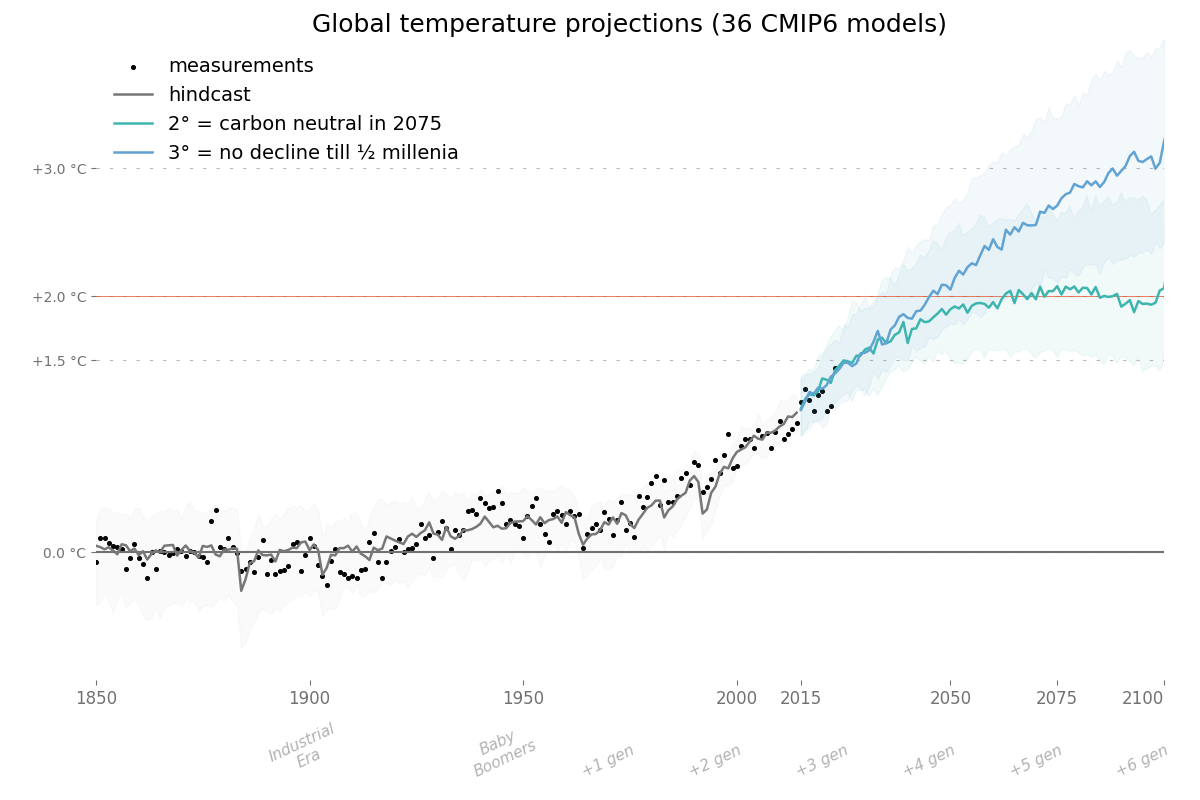 Global temperature projections (36 CMIP6 models)
measurements
hindcast
2° = carbon neutral in 2075
3° = no decline till ½ millenia
+3.0 °C
+2.0 °C
+1.5 °C
0.0 °C
1850
1900
1950
2000
2015
2050
2075
2100
Industrial
Era
Baby
Boomers
+1 gen
+2 gen
+3 gen
+4 gen
+5 gen
+6 gen